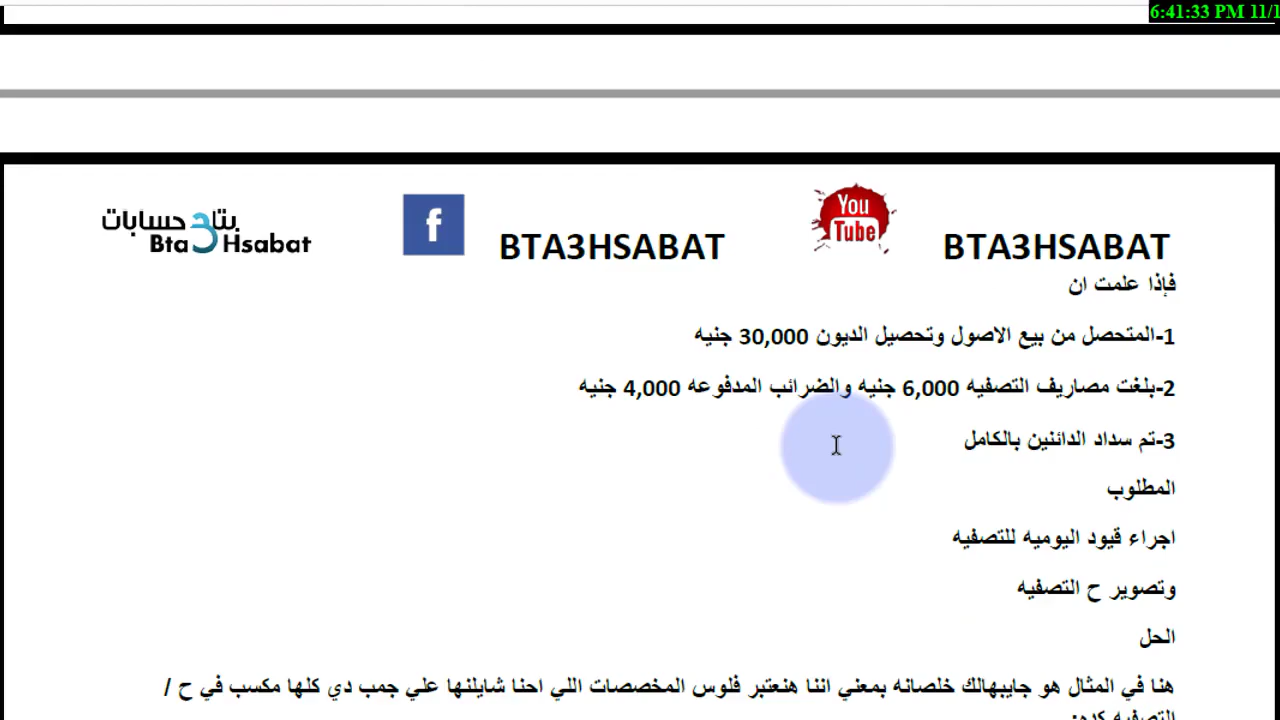 6:41:33 PM 11/1
بتاع حسابات
Bta3Hsabat
f
BTA3HSABAT
You
Tube
BTA3HSABAT
فإذا علمت ان
1-المتحصل من بيع الاصول وتحصيل الديون 30,000 جنيه
2-بلغت مصاريف التصفيه 6,000 جنيه والضرائب المدفوعه 4,000 جنيه
3-تم سداد الدائنين بالكامل
المطلوب
اجراء قيود اليوميه للتصفيه
وتصوير ح التصفيه
الحل
هنا في المثال هو جايبهالك خلصانه بمعني اننا هنعتبر فلوس المخصصات اللي احنا شايلنها علي جمب دي كلها مكسب في ح /
التصفيه كده: